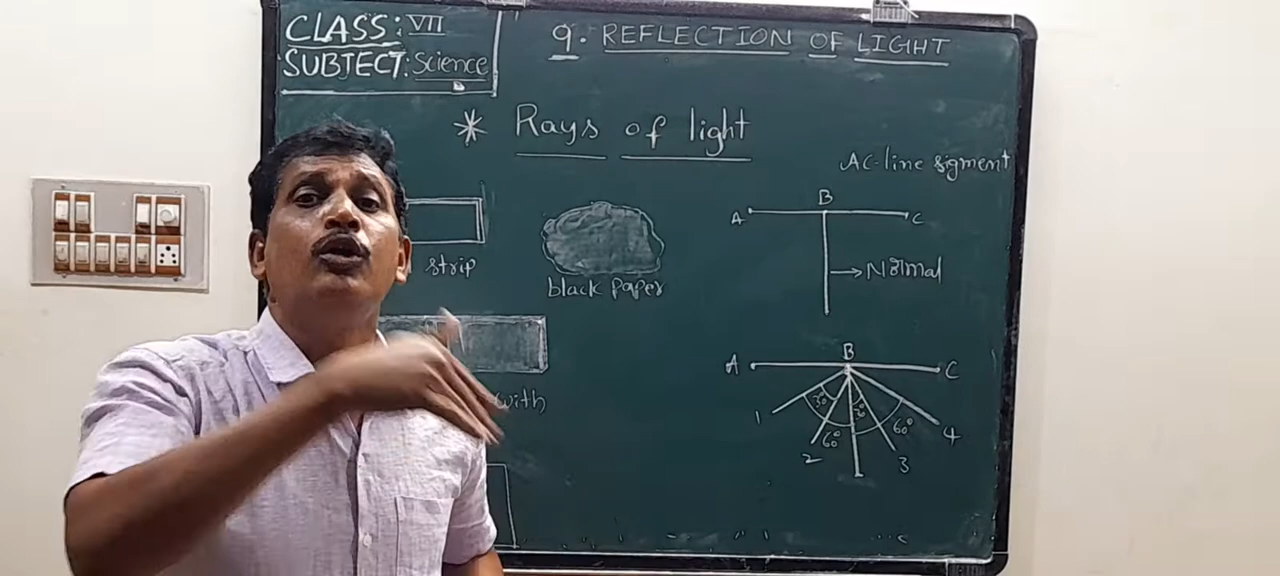 CLASS: VII
SUBJECT: Science
9. REFLECTION OF LIGHT
* Rays of light
AC-line sigment
A B C
strip
black paper
Normal
with
A B C
1 30° 30° 60° 4
2 60° 3